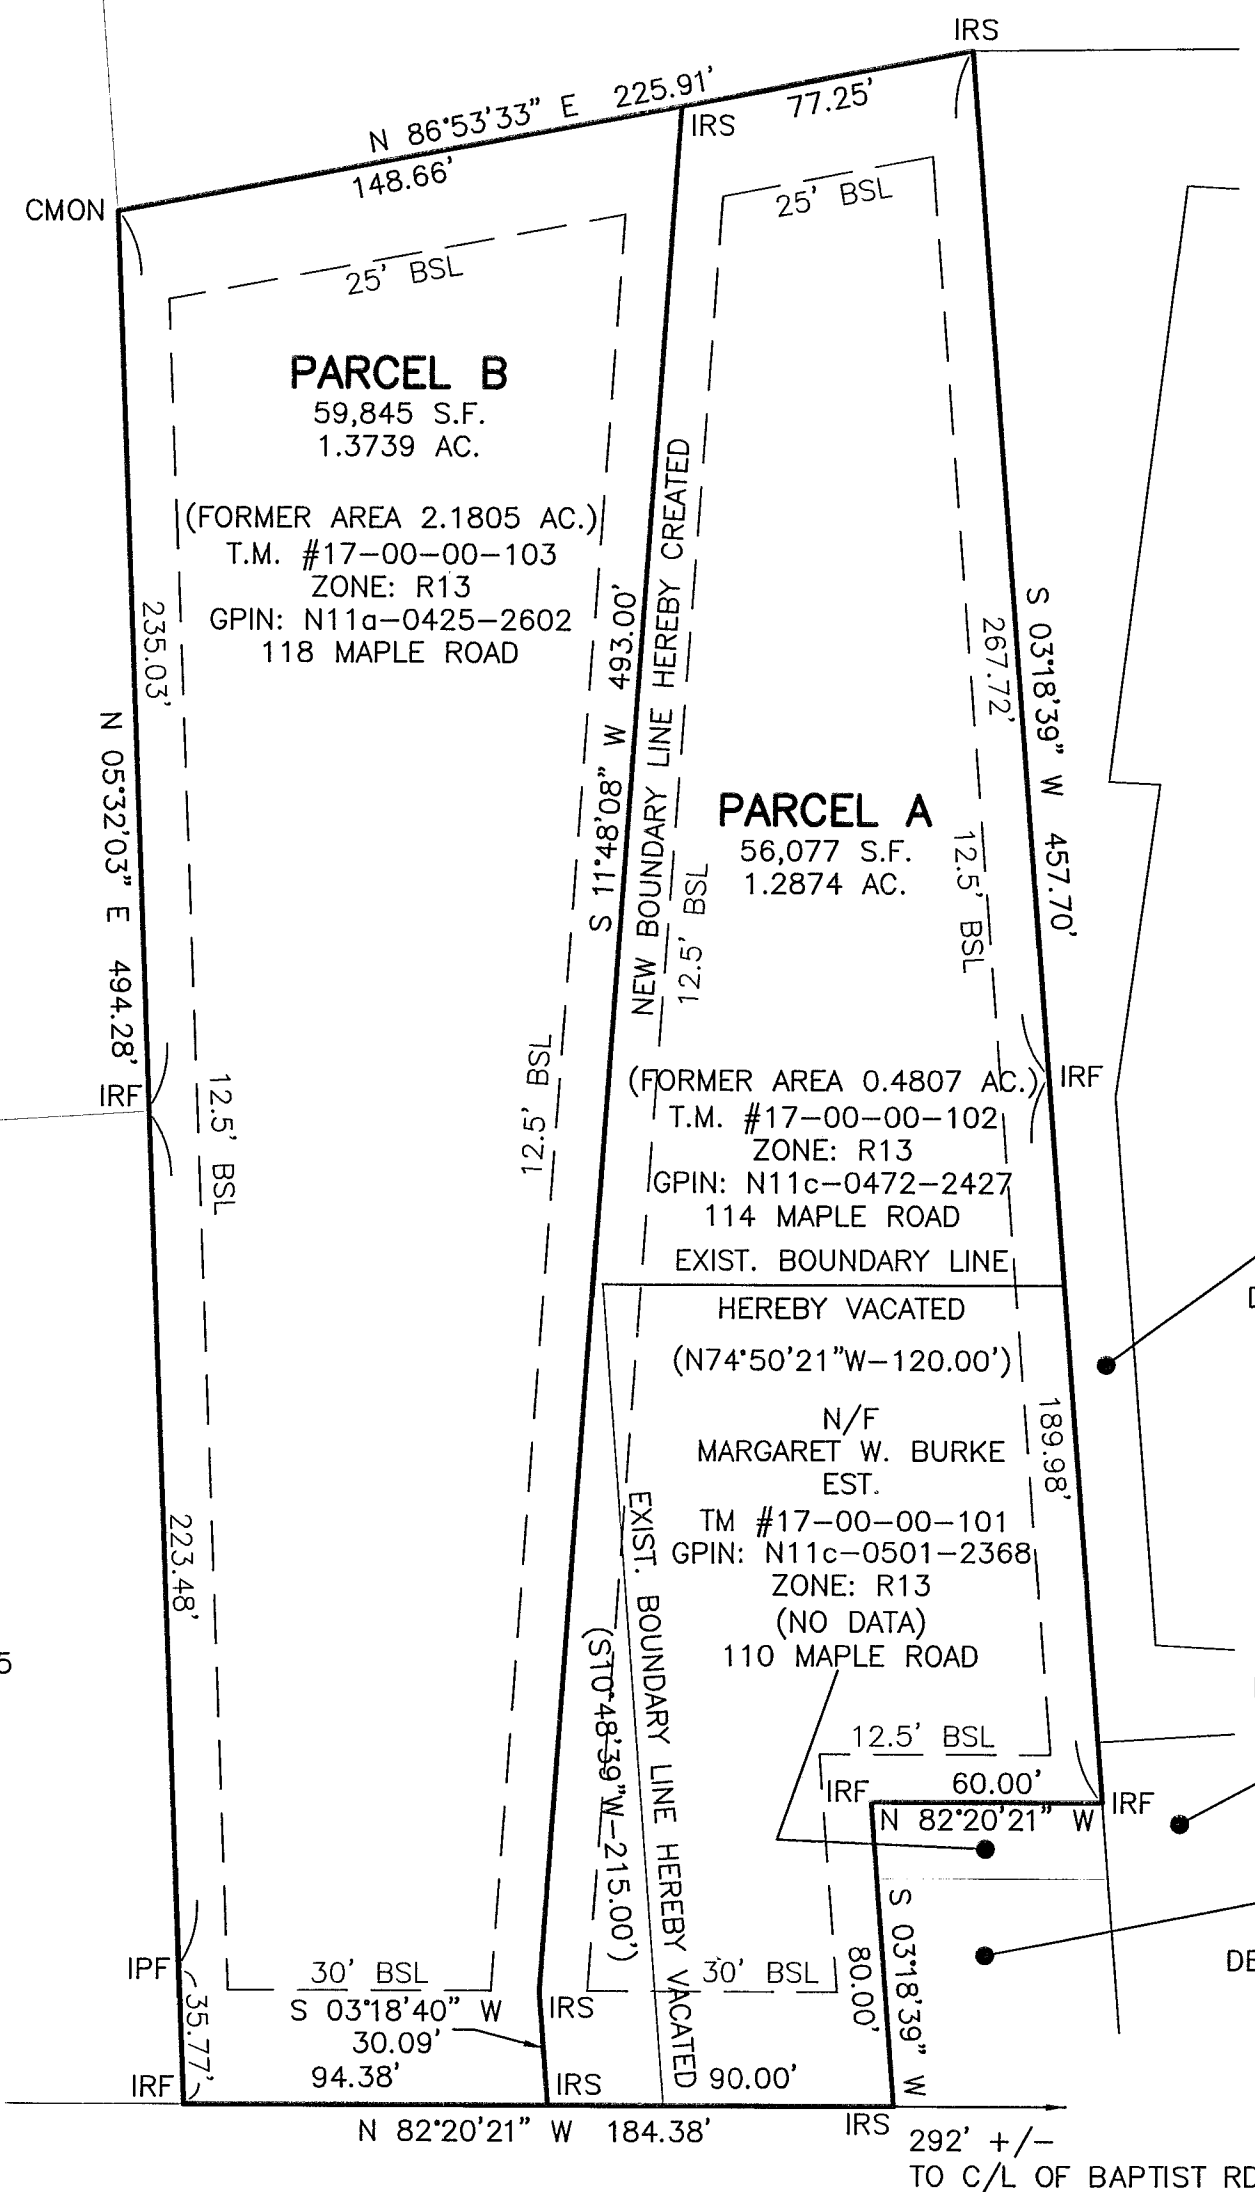 IRS
N 86°53'33" E 225.91'
77.25'
IRS
148.66'
CMON
25' BSL
25' BSL
PARCEL B
59,845 S.F.
1.3739 AC.
(FORMER AREA 2.1805 AC.)
T.M. #17-00-00-103
ZONE: R13
GPIN: N11a-0425-2602
118 MAPLE ROAD
235.03'
N 05°32'03" E 494.28'
IRF
12.5' BSL
223.48'
S 11°48'08" W 493.00'
NEW BOUNDARY LINE HEREBY CREATED
12.5' BSL
12.5' BSL
S 03°18'39" W 457.70'
267.72'
12.5' BSL
PARCEL A
56,077 S.F.
1.2874 AC.
(FORMER AREA 0.4807 AC.)
IRF
T.M. #17-00-00-102
ZONE: R13
GPIN: N11c-0472-2427
114 MAPLE ROAD
EXIST. BOUNDARY LINE
HEREBY VACATED
(N74°50'21"W-120.00')
N/F
MARGARET W. BURKE
EST.
TM #17-00-00-101
GPIN: N11c-0501-2368
ZONE: R13
(NO DATA)
110 MAPLE ROAD
189.98'
EXIST. BOUNDARY LINE HEREBY VACATED
(S10°48'39"W-215.00')
5
12.5' BSL
IRF
60.00'
IRF
N 82°20'21" W
S 03°18'39" W
80.00'
DE
IPF
35.77'
30' BSL
30' BSL
S 03°18'40" W
30.09'
IRS
94.38'
IRF
IRS
90.00'
N 82°20'21" W 184.38'
IRS
292' +/-
TO C/L OF BAPTIST RD